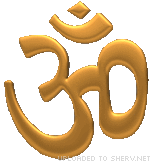 ॐ
UPLOADED TO SHERV.NET